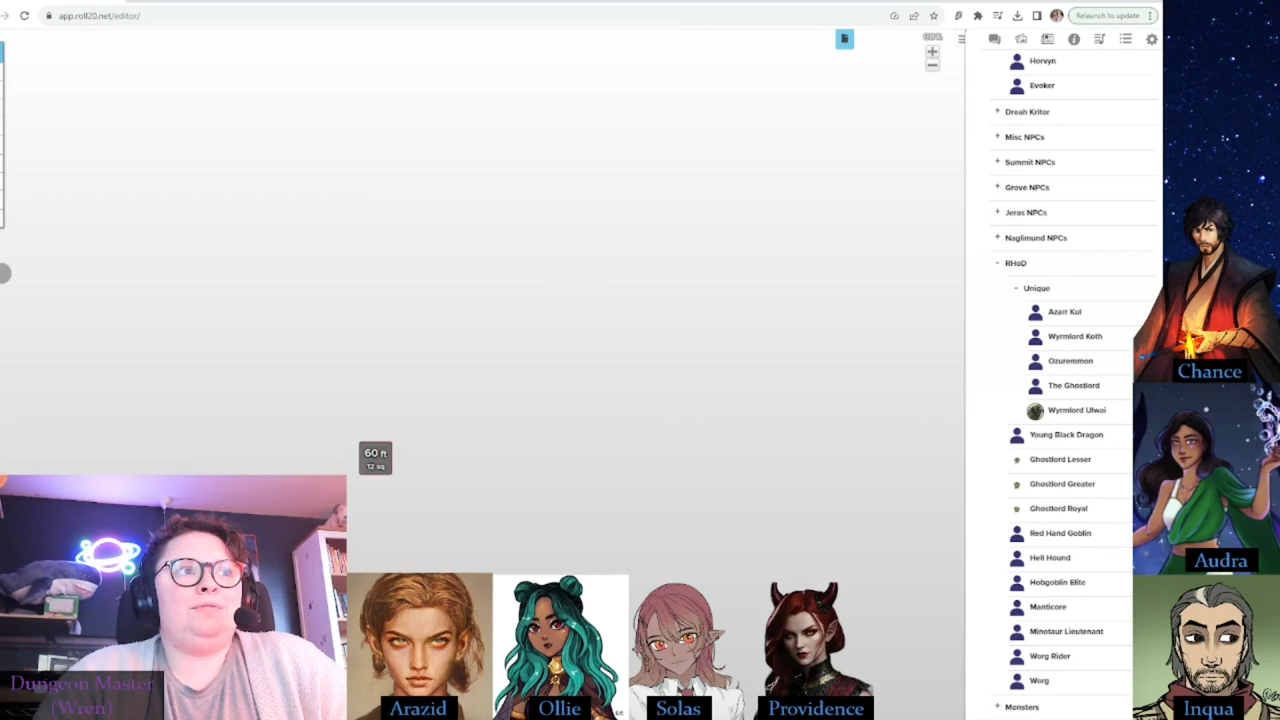 app.roll20.net/editor/
Relaunch to update
80%
Horvyn
Evoker
Dreah Kritor
Misc NPCs
Summit NPCs
Grove NPCs
Jeras NPCs
Naglimund NPCs
RHoD
Unique
Azarr Kul
Wyrmlord Koth
Ozuremmon
The Ghostlord
Wyrmlord Ulwai
Young Black Dragon
Ghostlord Lesser
Ghostlord Greater
Ghostlord Royal
Red Hand Goblin
Hell Hound
Hobgoblin Elite
Manticore
Minotaur Lieutenant
Worg Rider
Worg
Monsters
60 ft
12 sq
Chance
Audra
Inqua
Dungeon Master
(Wren)
Arazid
Ollie
Solas
Providence